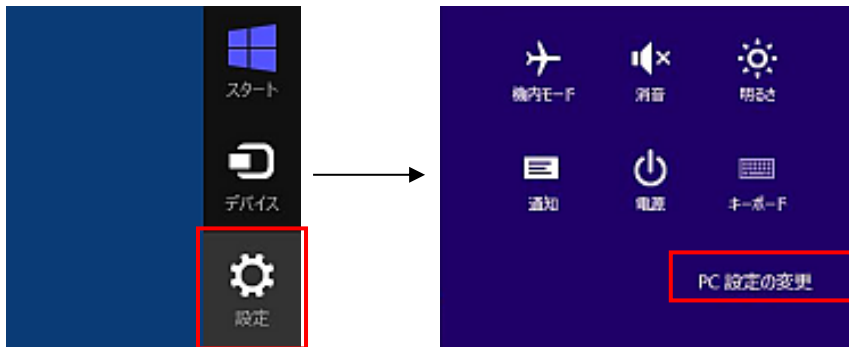 スタート
デバイス
設定
機内モード
消音
明るさ
通知
電源
キーボード
PC 設定の変更